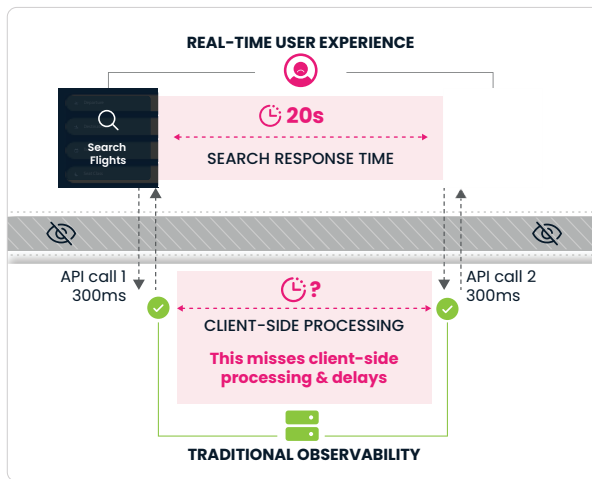 REAL-TIME USER EXPERIENCE
20s
Search
Flights
SEARCH RESPONSE TIME
API call 1
300ms
API call 2
300ms
?
CLIENT-SIDE PROCESSING
This misses client-side
processing & delays
TRADITIONAL OBSERVABILITY